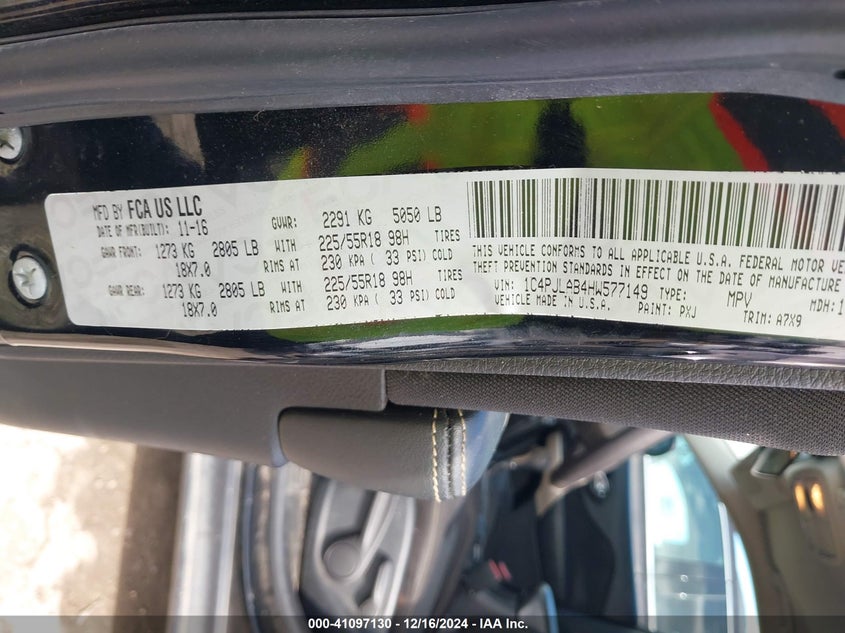 MFD BY FCA US LLC
DATE OF MFR(BUILT): 11-16 GVWR: 2291 KG 5050 LB
GAWR FRONT: 1273 KG 2805 LB WITH 225/55R18 98H TIRES
18X7.0 RIMS AT 230 KPA ( 33 PSI) COLD
GAWR REAR: 1273 KG 2805 LB WITH 225/55R18 98H TIRES
18X7.0 RIMS AT 230 KPA ( 33 PSI) COLD
THIS VEHICLE CONFORMS TO ALL APPLICABLE U.S.A. FEDERAL MOTOR
THEFT PREVENTION STANDARDS IN EFFECT ON THE DATE OF MANUFACTURE
VIN: 1C4PJLAB4HW577149 TYPE: MPV MDH:
VEHICLE MADE IN U.S.A. PAINT: PXJ TRIM: A7X9
000-41097130 - 12/16/2024 - IAA Inc.